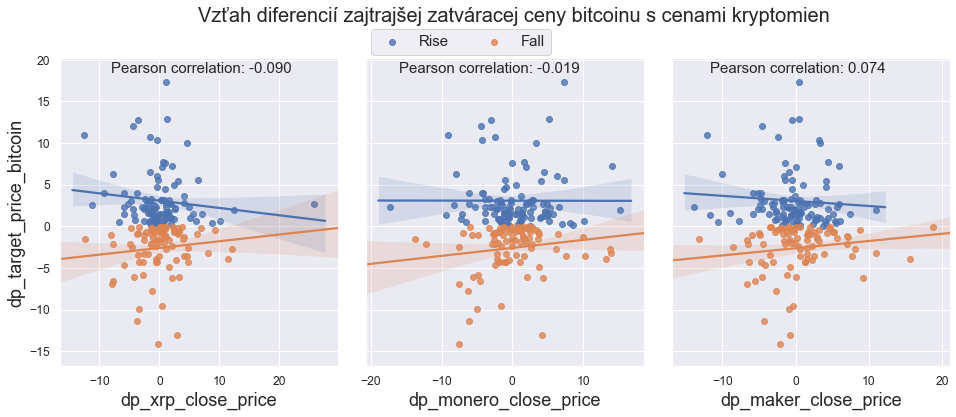 Vzťah diferencií zajtrajšej zatváracej ceny bitcoinu s cenami kryptomien
Rise Fall
Pearson correlation: -0.090
Pearson correlation: -0.019
Pearson correlation: 0.074
dp_target_price_bitcoin
20
15
10
5
0
−5
−10
−15
−10 0 10 20
−20 −10 0 10
−10 0 10 20
dp_xrp_close_price
dp_monero_close_price
dp_maker_close_price